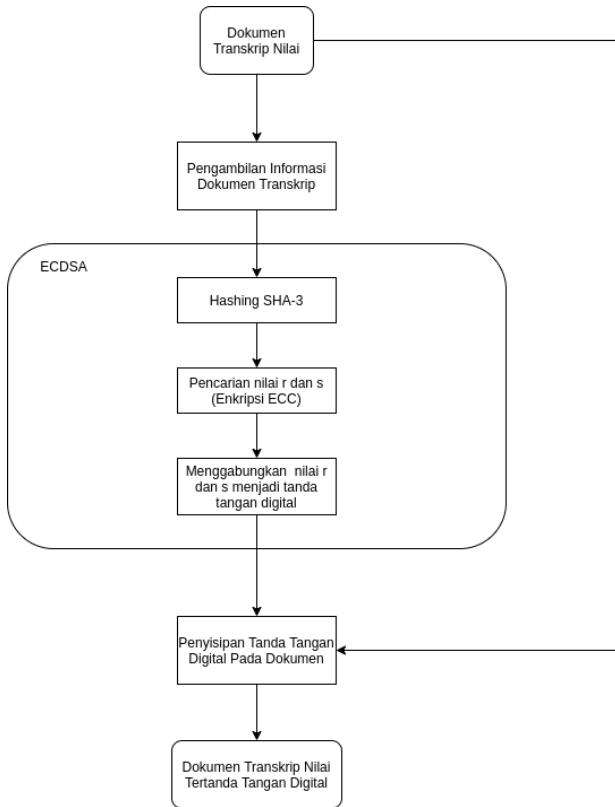 Dokumen
Transkrip Nilai
Pengambilan Informasi
Dokumen Transkrip
ECDSA
Hashing SHA-3
Pencarian nilai r dan s
(Enkripsi ECC)
Menggabungkan nilai r
dan s menjadi tanda
tangan digital
Penyisipan Tanda Tangan
Digital Pada Dokumen
Dokumen Transkrip Nilai
Tertanda Tangan Digital